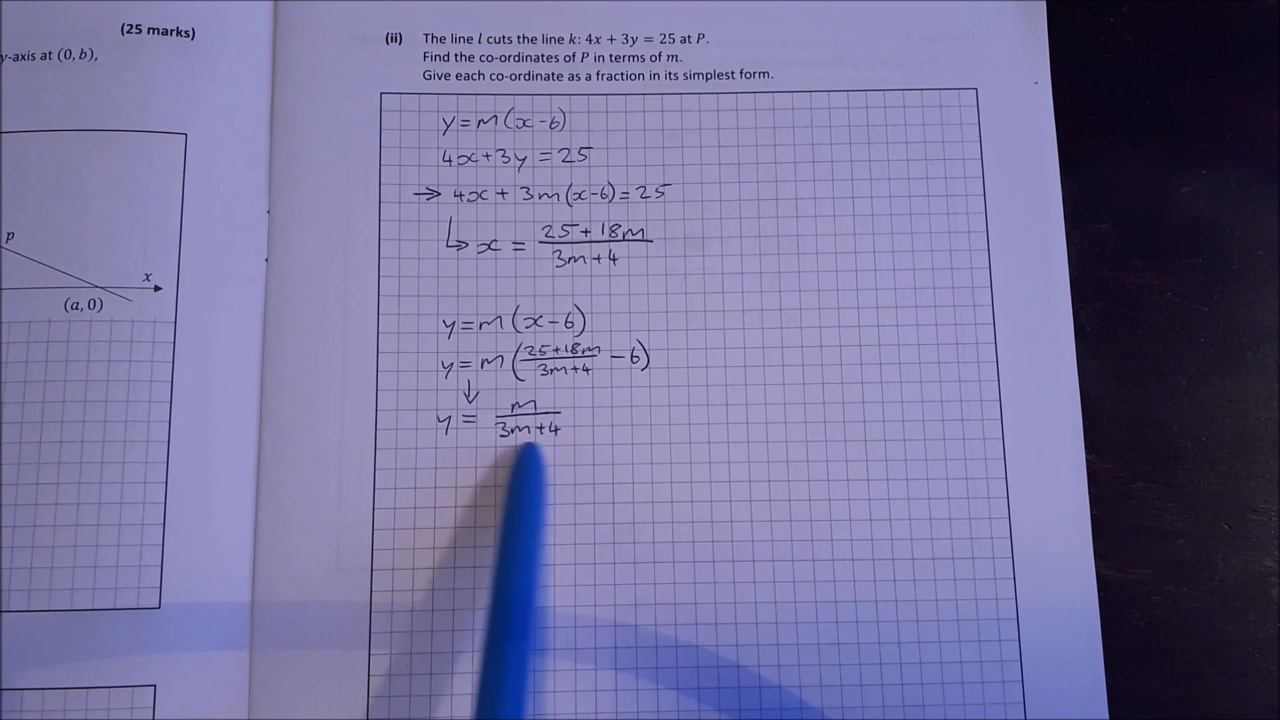 (25 marks)
y-axis at (0, b),
p
x
(a, 0)
(ii) The line l cuts the line k: 4x + 3y = 25 at P.
Find the co-ordinates of P in terms of m.
Give each co-ordinate as a fraction in its simplest form.
y=m(x-6)
4x+3y=25
→ 4x + 3m(x-6)=25
↳ x = (25+18m)/(3m+4)
y=m(x-6)
y=m((25+18m)/(3m+4) - 6)
↓
y = m/(3m+4)